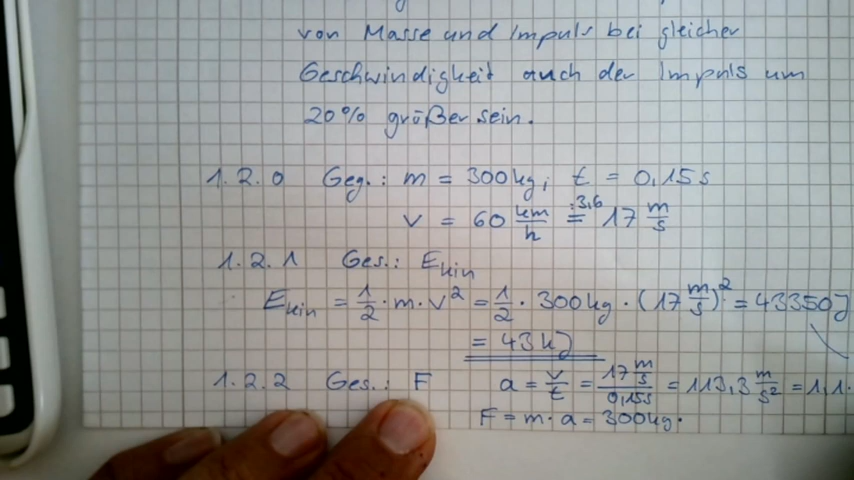 von Masse und Impuls bei gleicher
Geschwindigkeit auch der Impuls um
20% größer sein.
1.2.0 Geg.: m = 300kg; t = 0,15s
v = 60 km/h =:3,6 17 m/s
1.2.1 Ges.: Ekin
Ekin = 1/2 · m · v² = 1/2 · 300kg · (17 m/s)² = 43350J
= 43kJ
1.2.2 Ges.: F a = v/t = 17 m/s / 0,15s = 113,3 m/s² = 1,1·
F = m · a = 300kg·